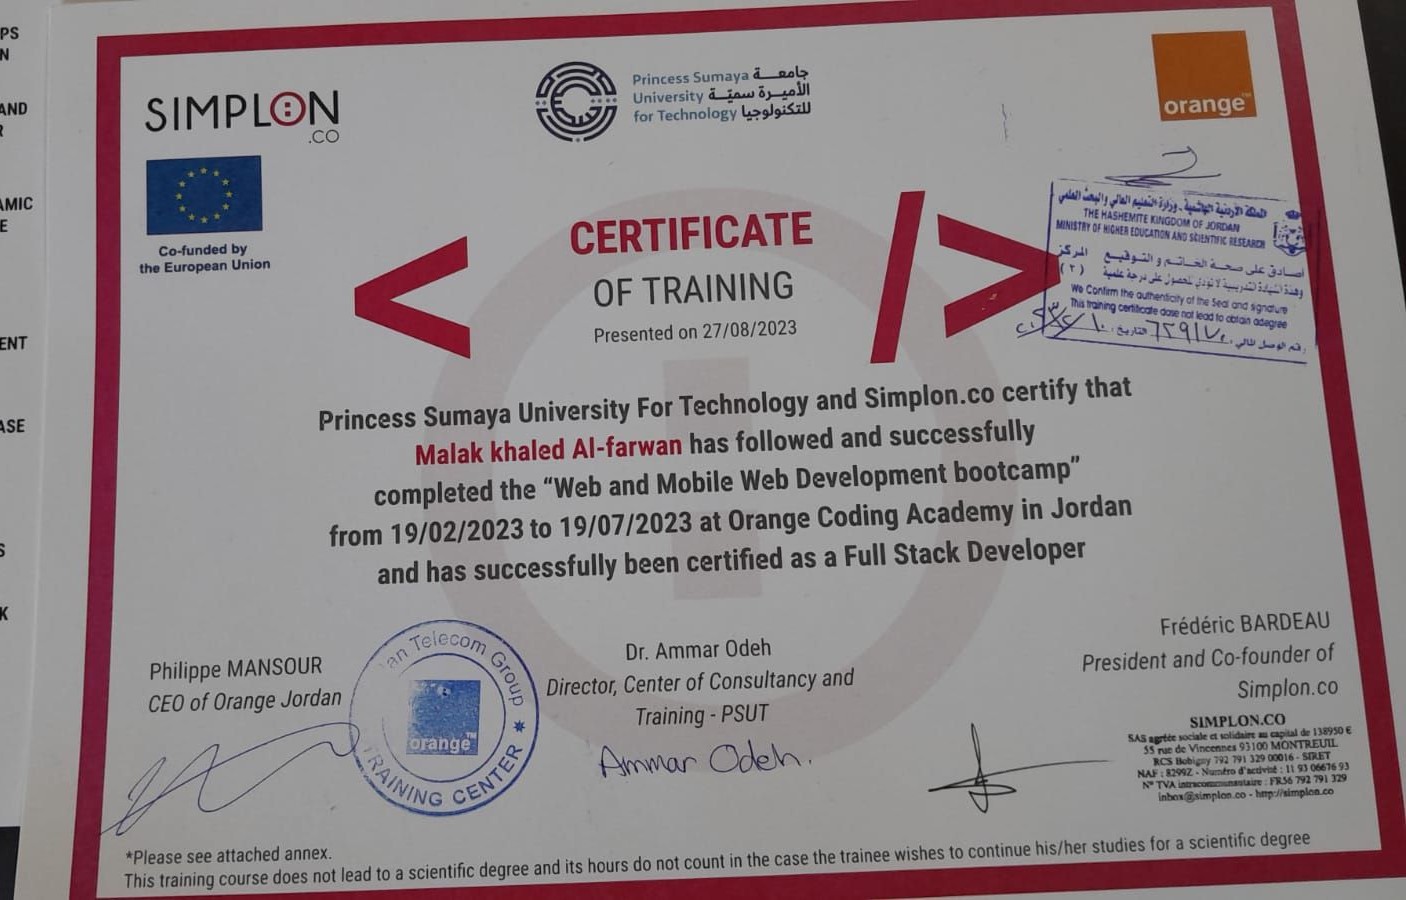 PS
N
AND
R
AMIC
E
ENT
ASE
S
K
SIMPLON
.CO
Co-funded by
the European Union
Princess Sumaya جامعــــة
University الأميــرة سميّــة
for Technology للتكنولوجيا
orange™
CERTIFICATE
OF TRAINING
Presented on 27/08/2023
< />
المملكة الأردنية الهاشمية - وزارة التعليم العالي والبحث العلمي
THE HASHEMITE KINGDOM OF JORDAN
MINISTRY OF HIGHER EDUCATION AND SCIENTIFIC RESEARCH
أصادق على صحة الخاتم و التوقيع المركز
وهذه الشهادة التدريبية لا تؤدي للحصول على درجة علمية (٢)
We Confirm the authenticity of the Seal and signature
This training certificate dose not lead to obtain adegree
رقم الوصل المالي: التاريخ:
Princess Sumaya University For Technology and Simplon.co certify that
Malak khaled Al-farwan has followed and successfully
completed the “Web and Mobile Web Development bootcamp”
from 19/02/2023 to 19/07/2023 at Orange Coding Academy in Jordan
and has successfully been certified as a Full Stack Developer
Philippe MANSOUR
CEO of Orange Jordan
an Telecom Group
orange™
TRAINING CENTER
Dr. Ammar Odeh
Director, Center of Consultancy and
Training - PSUT
Ammar Odeh.
Frédéric BARDEAU
President and Co-founder of
Simplon.co
SIMPLON.CO
SAS agréée sociale et solidaire au capital de 138950 €
55 rue de Vincennes 93100 MONTREUIL
RCS Bobigny 792 791 329 00016 - SIRET
NAF : 8299Z - Numéro d'activité : 11 93 06676 93
N° TVA intracommunautaire : FR56 792 791 329
inbox@simplon.co - http://simplon.co
*Please see attached annex.
This training course does not lead to a scientific degree and its hours do not count in the case the trainee wishes to continue his/her studies for a scientific degree